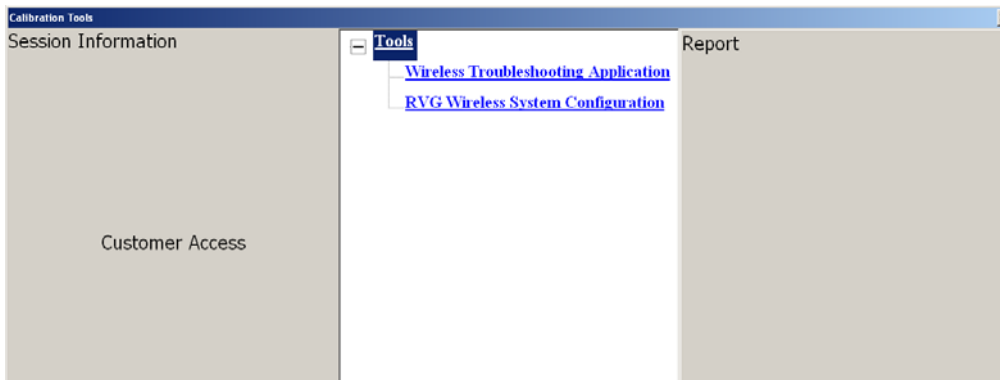 Calibration Tools
Session Information
Customer Access
Tools
Wireless Troubleshooting Application
RVG Wireless System Configuration
Report